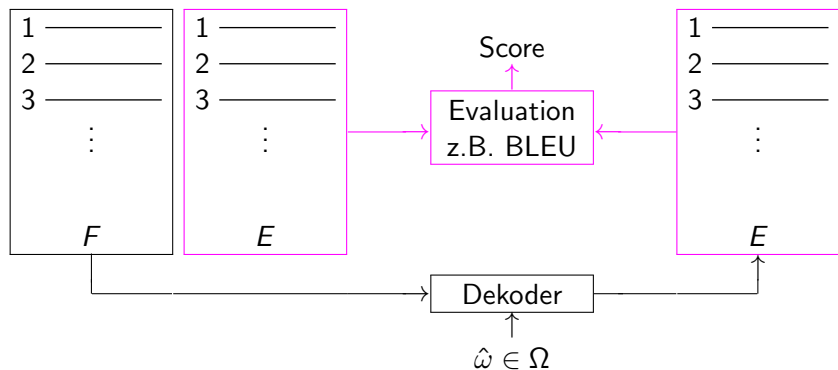 1
2
3
⋮
F
1
2
3
⋮
E
Score
Evaluation
z.B. BLEU
1
2
3
⋮
E
Dekoder
ω̂ ∈ Ω